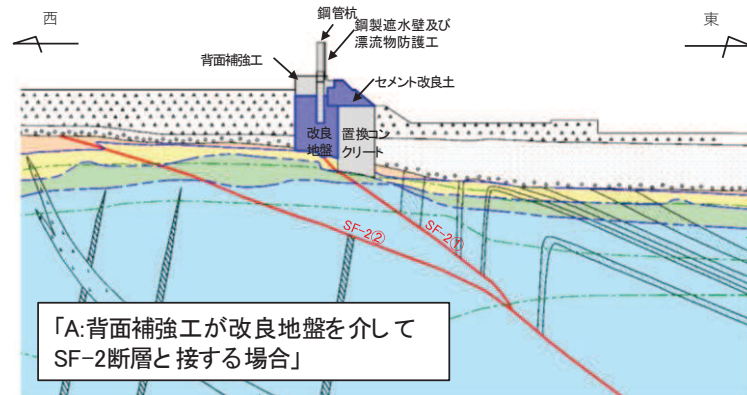 西
東
鋼管杭
鋼製遮水壁及び
漂流物防護工
背面補強工
セメント改良土
改良
地盤
置換コン
クリート
SF-2①
SF-2②
「A:背面補強工が改良地盤を介して
SF-2断層と接する場合」